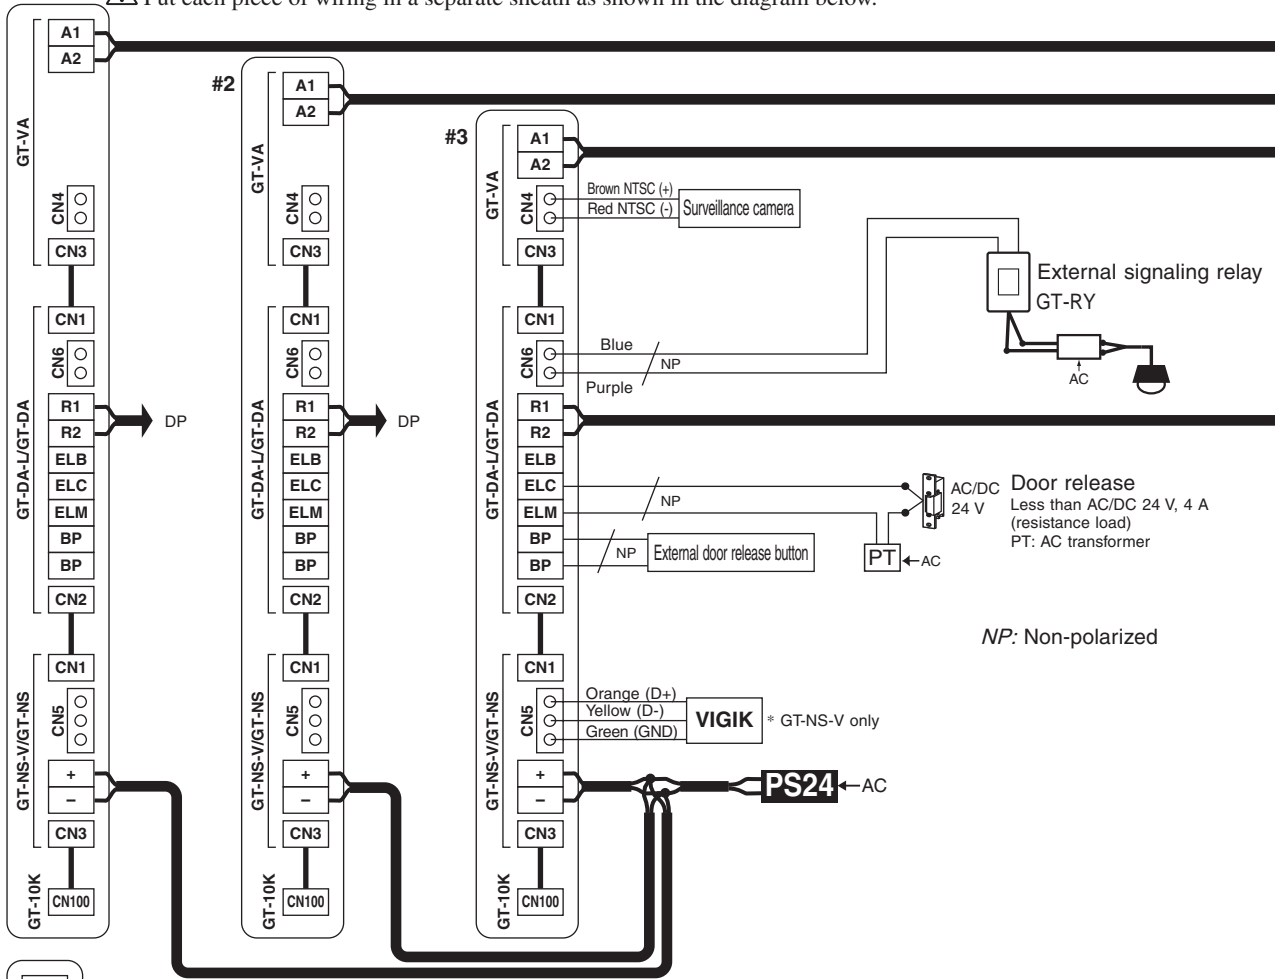 Put each piece of wiring in a separate sheath as shown in the diagram below.
GT-VA
A1
A2
CN4
CN3
GT-DA-L/GT-DA
CN1
CN6
R1
R2
DP
ELB
ELC
ELM
BP
BP
CN2
GT-NS-V/GT-NS
CN1
CN5
+
–
CN3
GT-10K
CN100
#2
GT-VA
A1
A2
CN4
CN3
GT-DA-L/GT-DA
CN1
CN6
R1
R2
DP
ELB
ELC
ELM
BP
BP
CN2
GT-NS-V/GT-NS
CN1
CN5
+
–
CN3
GT-10K
CN100
#3
GT-VA
A1
A2
CN4
Brown NTSC (+)
Red NTSC (-)
Surveillance camera
CN3
GT-DA-L/GT-DA
CN1
CN6
Blue
NP
Purple
External signaling relay
GT-RY
AC
R1
R2
ELB
ELC
ELM
NP
AC/DC
24 V
Door release
Less than AC/DC 24 V, 4 A
(resistance load)
PT: AC transformer
PT
AC
BP
BP
NP
External door release button
CN2
NP: Non-polarized
GT-NS-V/GT-NS
CN1
CN5
Orange (D+)
Yellow (D-)
Green (GND)
VIGIK
* GT-NS-V only
+
–
PS24
AC
CN3
GT-10K
CN100